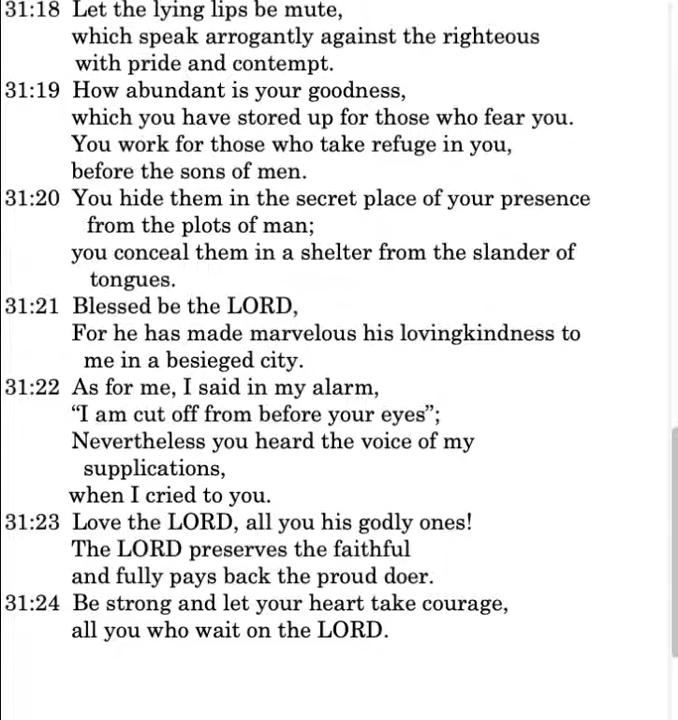 31:18 Let the lying lips be mute,
which speak arrogantly against the righteous
with pride and contempt.
31:19 How abundant is your goodness,
which you have stored up for those who fear you.
You work for those who take refuge in you,
before the sons of men.
31:20 You hide them in the secret place of your presence
from the plots of man;
you conceal them in a shelter from the slander of
tongues.
31:21 Blessed be the LORD,
For he has made marvelous his lovingkindness to
me in a besieged city.
31:22 As for me, I said in my alarm,
“I am cut off from before your eyes”;
Nevertheless you heard the voice of my
supplications,
when I cried to you.
31:23 Love the LORD, all you his godly ones!
The LORD preserves the faithful
and fully pays back the proud doer.
31:24 Be strong and let your heart take courage,
all you who wait on the LORD.